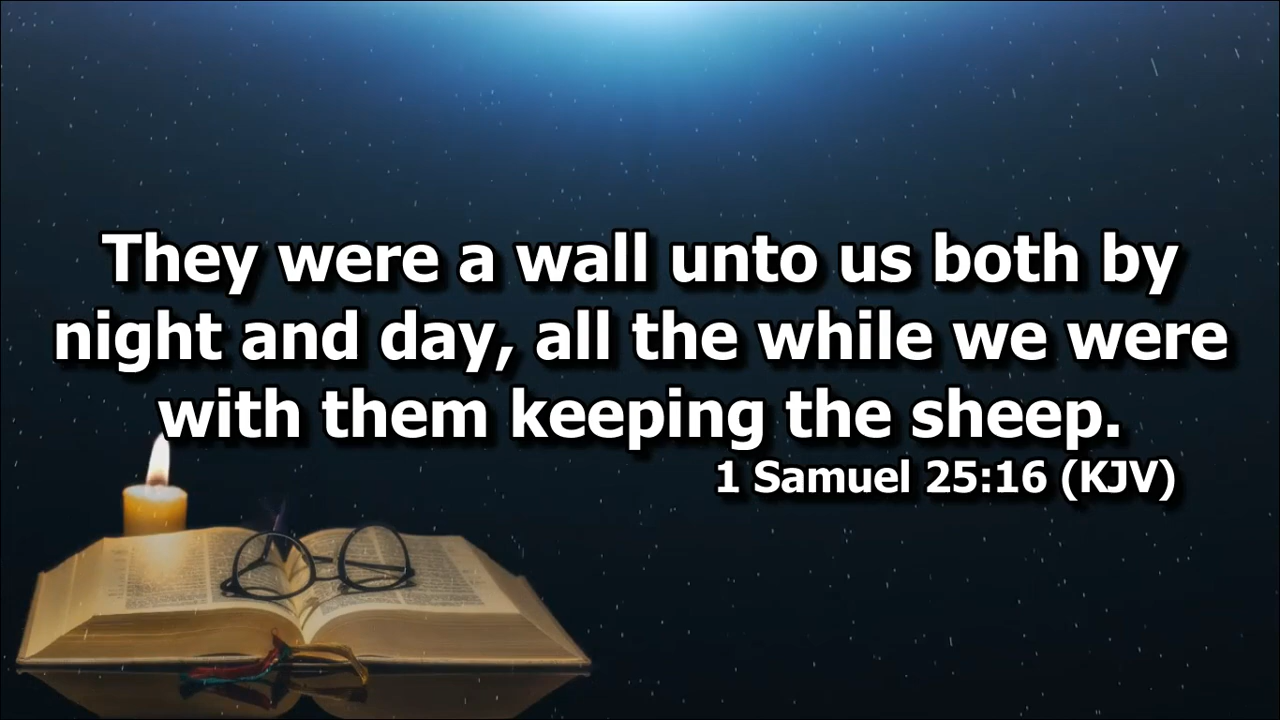 They were a wall unto us both by
night and day, all the while we were
with them keeping the sheep.
1 Samuel 25:16 (KJV)